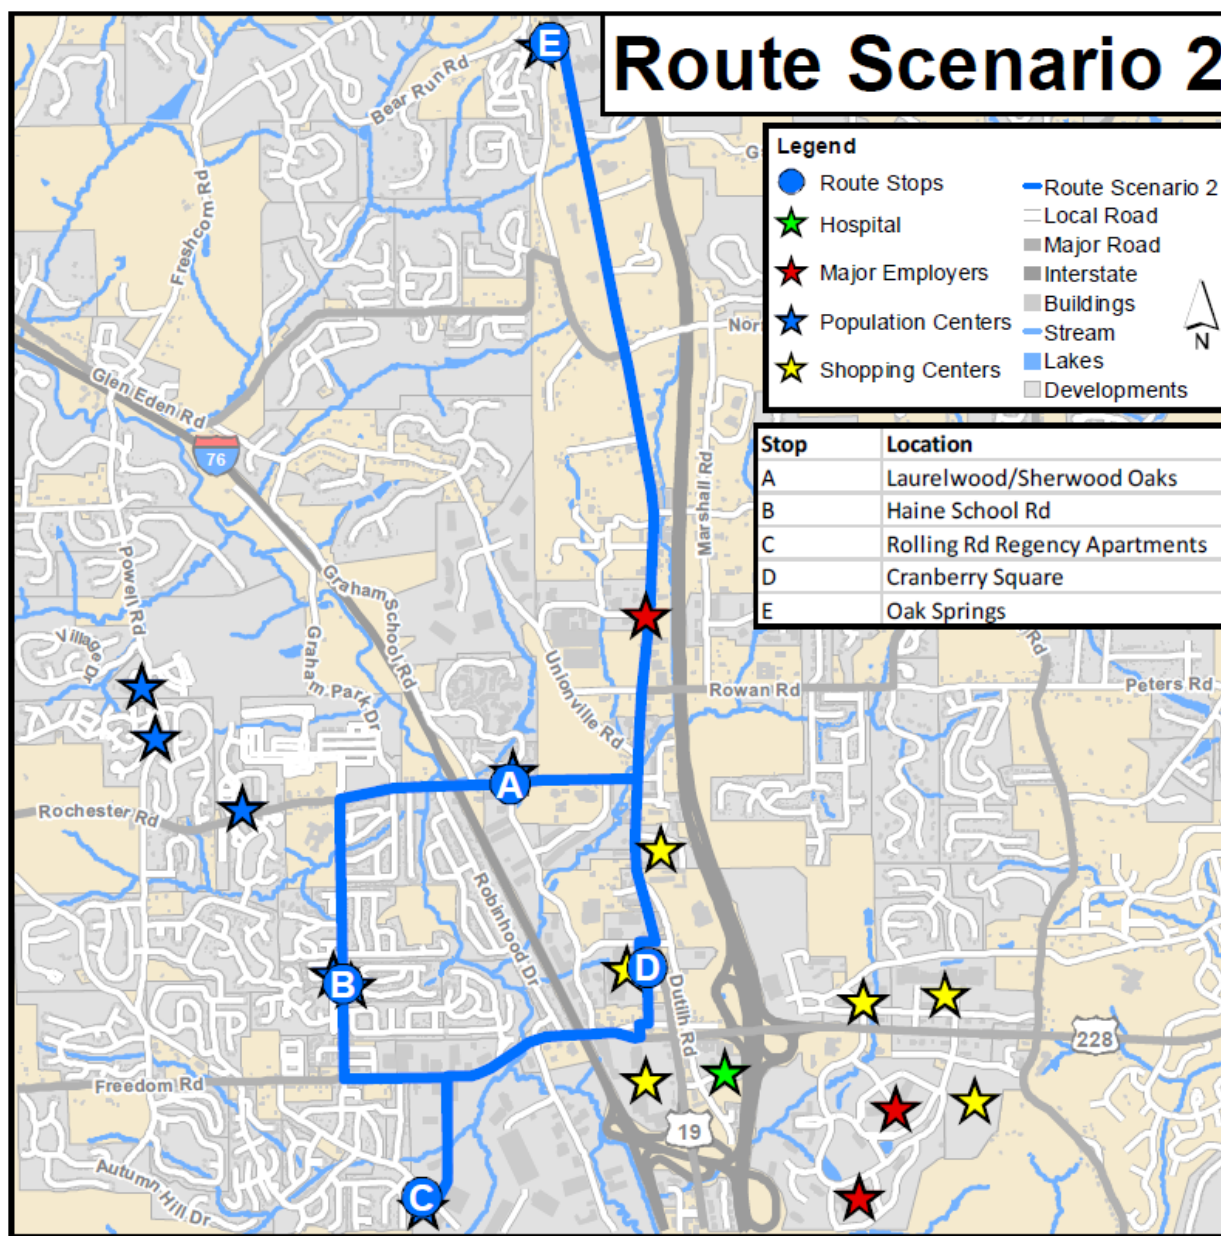 Route Scenario 2
Legend
Route Stops
Hospital
Major Employers
Population Centers
Shopping Centers
Route Scenario 2
Local Road
Major Road
Interstate
Buildings
Stream
Lakes
Developments
N
Stop Location
A Laurelwood/Sherwood Oaks
B Haine School Rd
C Rolling Rd Regency Apartments
D Cranberry Square
E Oak Springs
E
Bear Run Rd
Freshcorn Rd
Glen Eden Rd
76
Marshall Rd
Powell Rd
Graham School Rd
Village Dr
Graham Park Dr
Unionville Rd
Rowan Rd
Peters Rd
Rd
A
Rochester Rd
Robinhood Dr
B
D
Dutilh Rd
228
Freedom Rd
19
Autumn Hill Dr
C